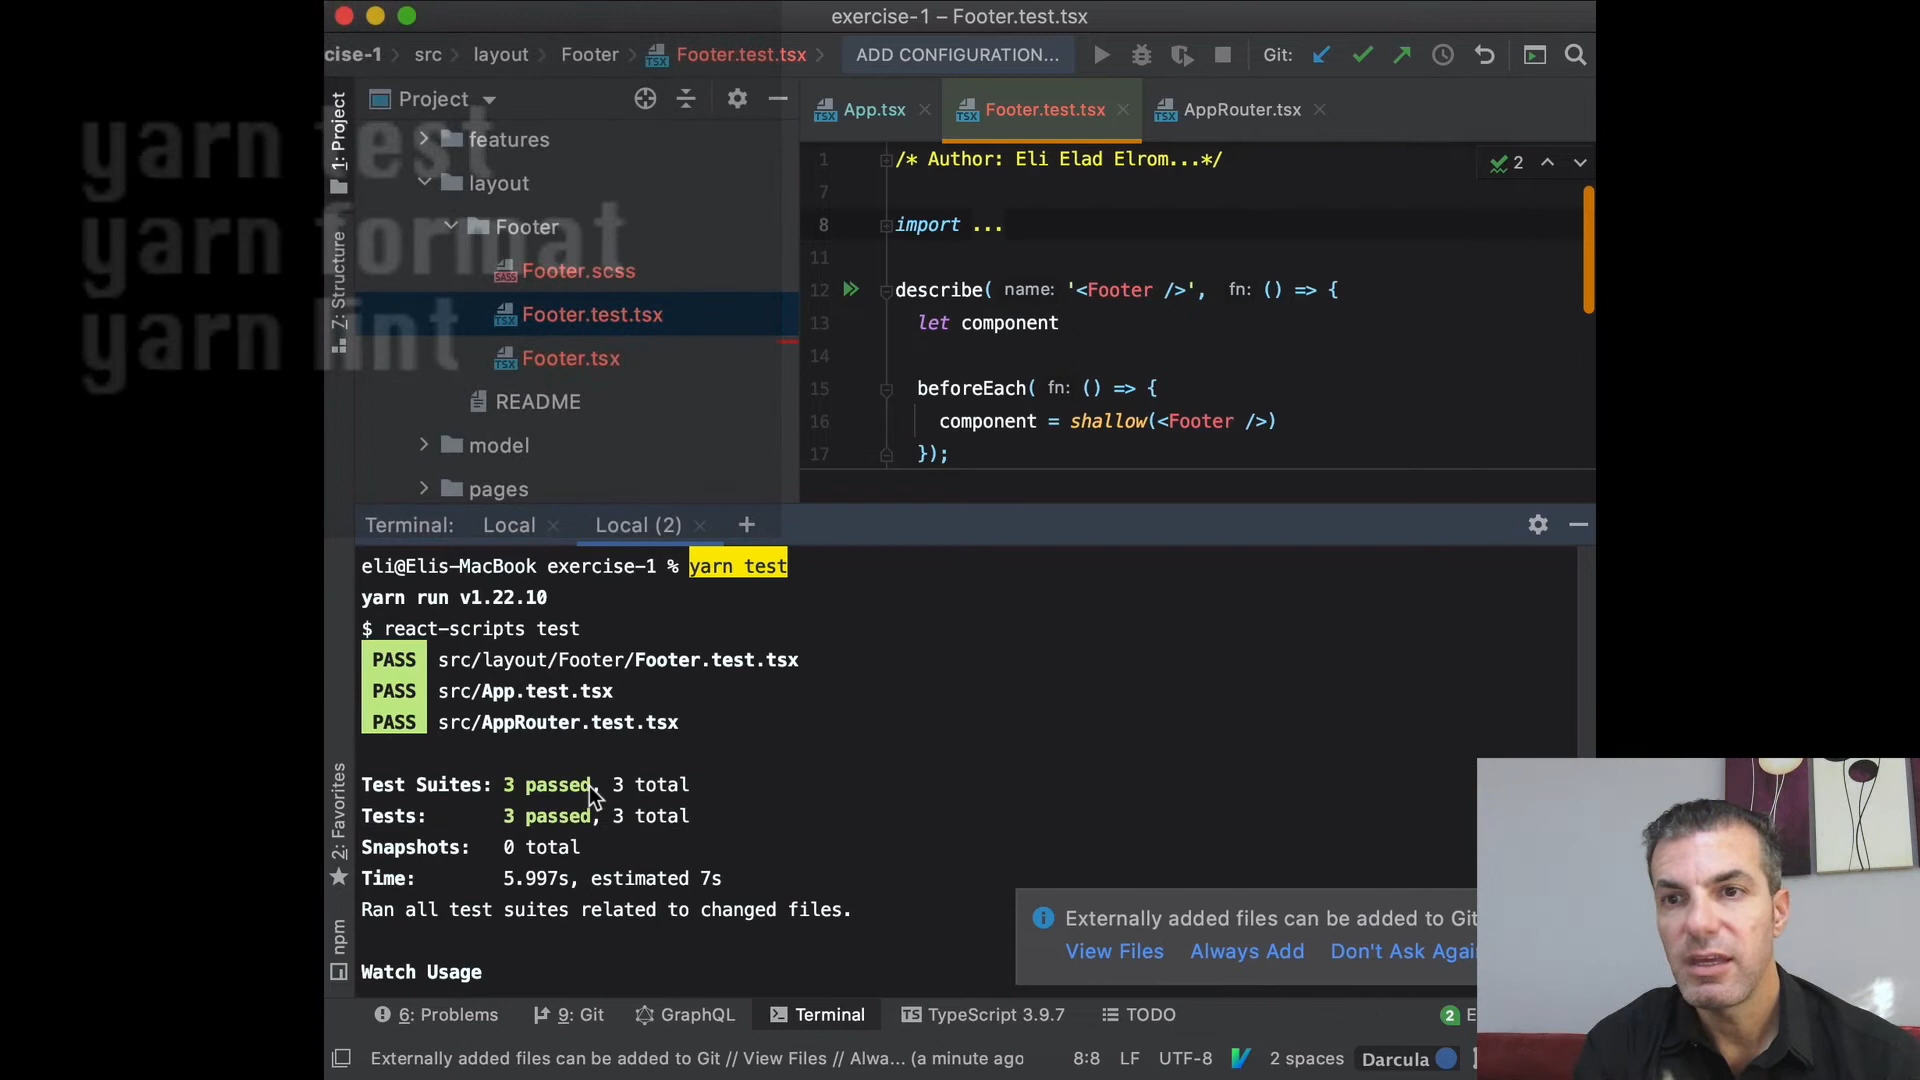 exercise-1 – Footer.test.tsx
cise-1 src layout Footer Footer.test.tsx ADD CONFIGURATION... Git:
1: Project
Z: Structure
2: Favorites
npm
Project
features
layout
Footer
Footer.scss
Footer.test.tsx
Footer.tsx
README
model
pages
yarn test
yarn format
yarn lint
App.tsx Footer.test.tsx AppRouter.tsx
1 /* Author: Eli Elad Elrom...*/
2
7
8 import ...
11
12 describe( name: '<Footer />', fn: () => {
13 let component
14
15 beforeEach( fn: () => {
16 component = shallow(<Footer />)
17 });
Terminal: Local Local (2) +
eli@Elis-MacBook exercise-1 % yarn test
yarn run v1.22.10
$ react-scripts test
PASS src/layout/Footer/Footer.test.tsx
PASS src/App.test.tsx
PASS src/AppRouter.test.tsx
Test Suites: 3 passed, 3 total
Tests: 3 passed, 3 total
Snapshots: 0 total
Time: 5.997s, estimated 7s
Ran all test suites related to changed files.
Watch Usage
Externally added files can be added to Git
View Files Always Add Don't Ask Agai
6: Problems 9: Git GraphQL Terminal TS TypeScript 3.9.7 TODO 2 E
Externally added files can be added to Git // View Files // Alwa... (a minute ago 8:8 LF UTF-8 2 spaces Darcula